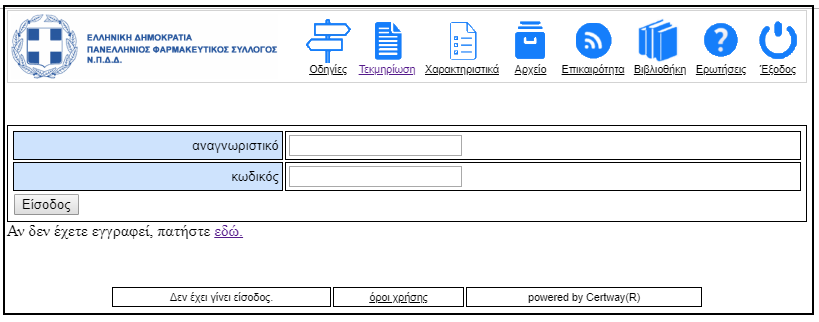 ΕΛΛΗΝΙΚΗ ΔΗΜΟΚΡΑΤΙΑ
ΠΑΝΕΛΛΗΝΙΟΣ ΦΑΡΜΑΚΕΥΤΙΚΟΣ ΣΥΛΛΟΓΟΣ
Ν.Π.Δ.Δ.
Οδηγίες Τεκμηρίωση Χαρακτηριστικά Αρχείο Επικαιρότητα Βιβλιοθήκη Ερωτήσεις Έξοδος
αναγνωριστικό
κωδικός
Είσοδος
Αν δεν έχετε εγγραφεί, πατήστε εδώ.
Δεν έχει γίνει είσοδος. όροι χρήσης powered by Certway(R)